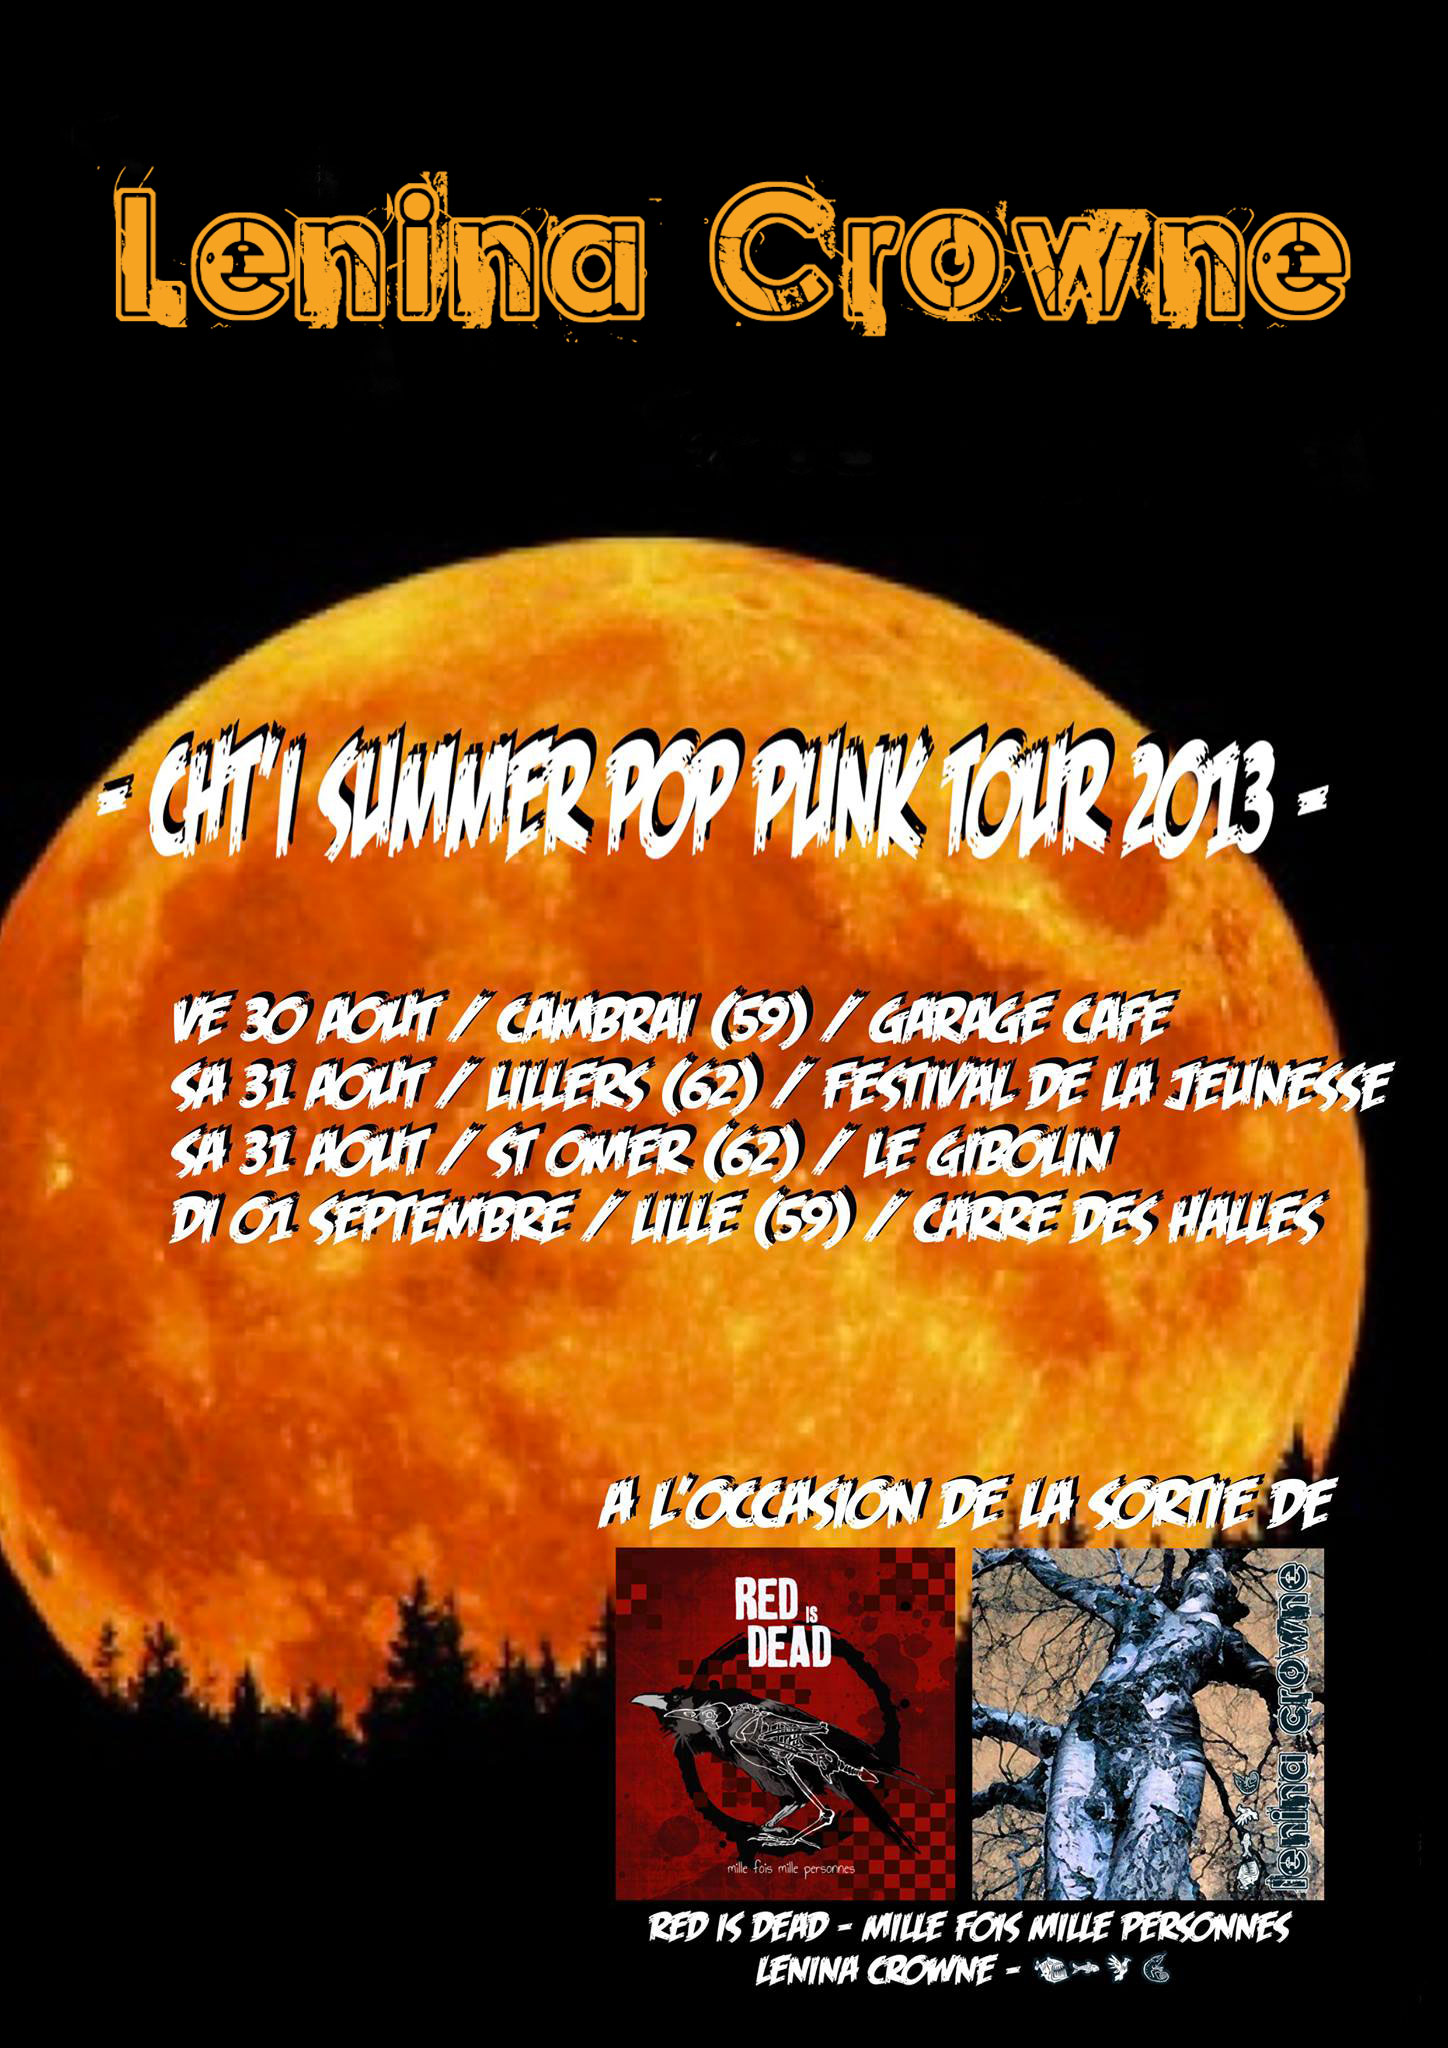 Lenina Crowne
- CHT'I SUMMER POP PUNK TOUR 2013 -
VE 30 AOUT / CAMBRAI (59) / GARAGE CAFE
SA 31 AOUT / LILLERS (62) / FESTIVAL DE LA JEUNESSE
SA 31 AOUT / ST OMER (62) / LE GIBOLIN
DI 01 SEPTEMBRE / LILLE (59) / CARRE DES HALLES
A L'OCCASION DE LA SORTIE DE
RED IS DEAD
mille fois mille personnes
lenina crowne
RED IS DEAD - MILLE FOIS MILLE PERSONNES
LENINA CROWNE -